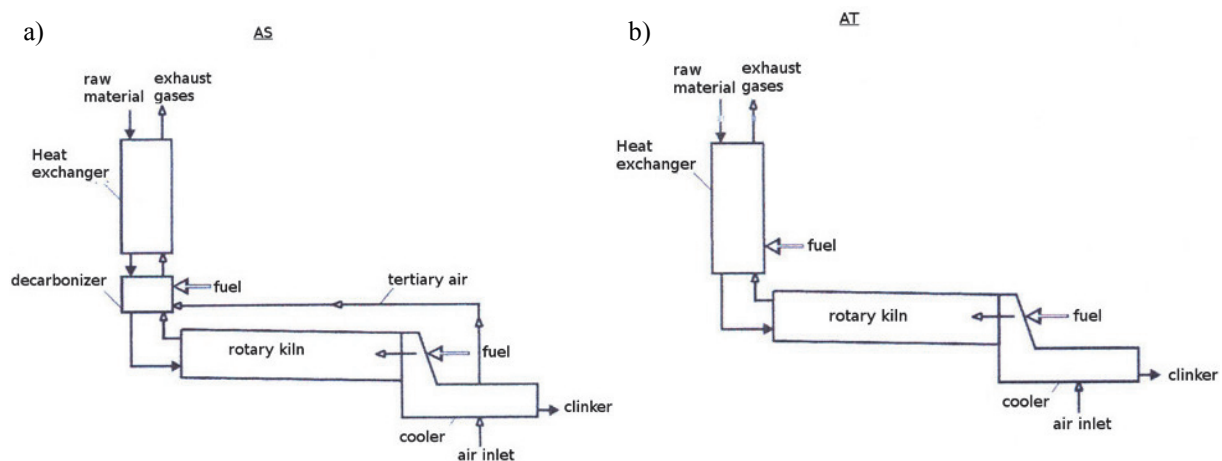 a)
AS
raw
material
exhaust
gases
Heat
exchanger
decarbonizer
fuel
tertiary air
rotary kiln
fuel
clinker
cooler
air inlet
b)
AT
raw
material
exhaust
gases
Heat
exchanger
fuel
rotary kiln
fuel
clinker
cooler
air inlet